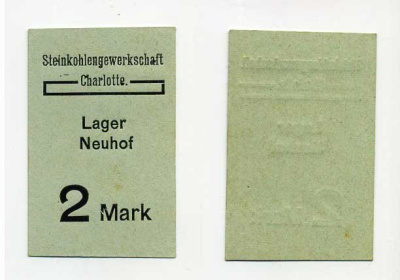 Steinkohlengewerkschaft
Charlotte.
Lager
Neuhof
2 Mark